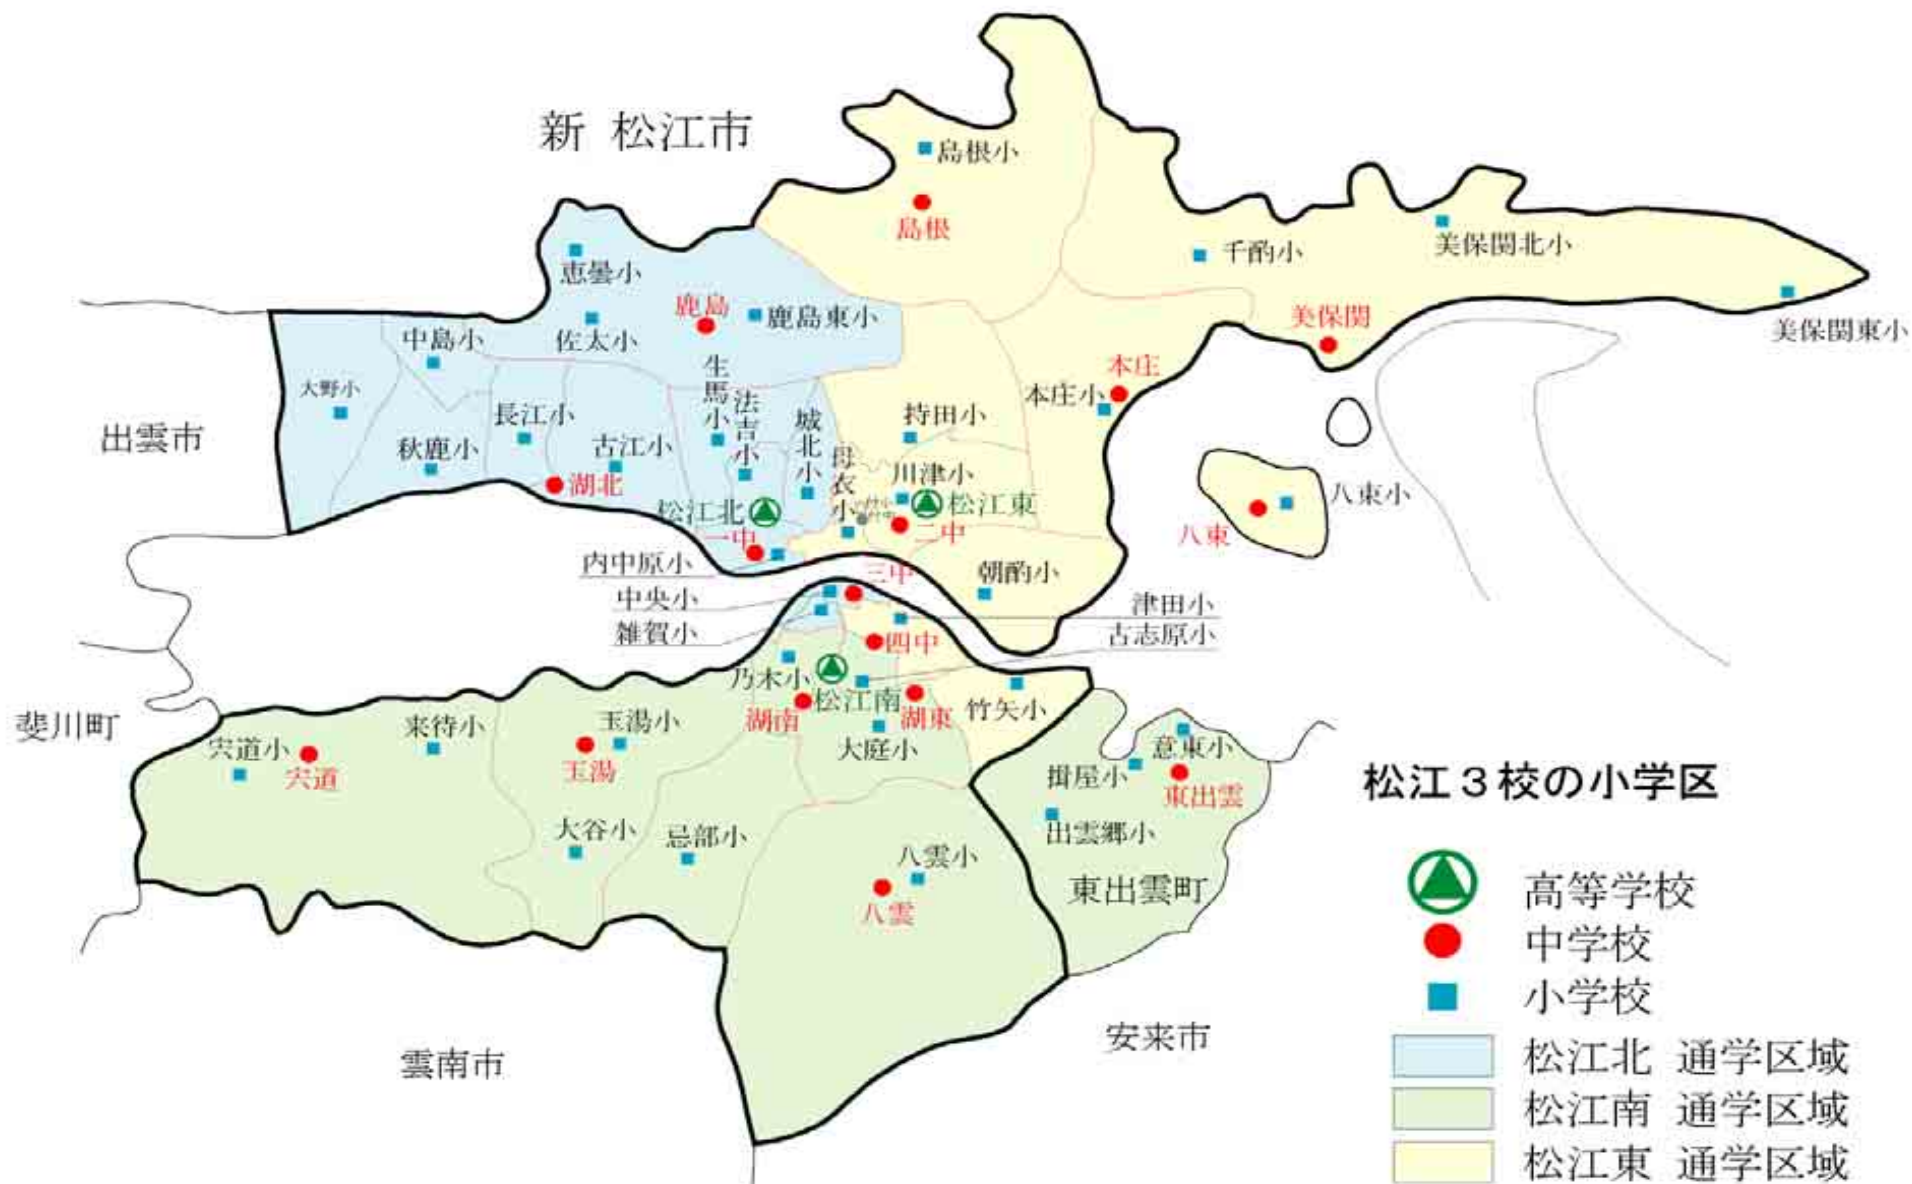 新 松江市
島根小
島根
千酌小
美保関北小
美保関東小
美保関
恵曇小
鹿島
鹿島東小
佐太小
中島小
大野小
長江小
秋鹿小
古江小
湖北
生馬小
法吉小
城北小
母衣小
持田小
川津小
本庄
本庄小
松江北
松江東
一中
二中
八束小
八束
出雲市
内中原小
三中
朝酌小
中央小
津田小
雑賀小
四中
古志原小
乃木小
松江南
湖南
湖東
竹矢小
大庭小
斐川町
宍道小
宍道
来待小
玉湯小
玉湯
大谷小
忌部小
八雲小
八雲
意東小
揖屋小
東出雲
出雲郷小
東出雲町
雲南市
安来市
松江3校の小学区
高等学校
中学校
小学校
松江北 通学区域
松江南 通学区域
松江東 通学区域